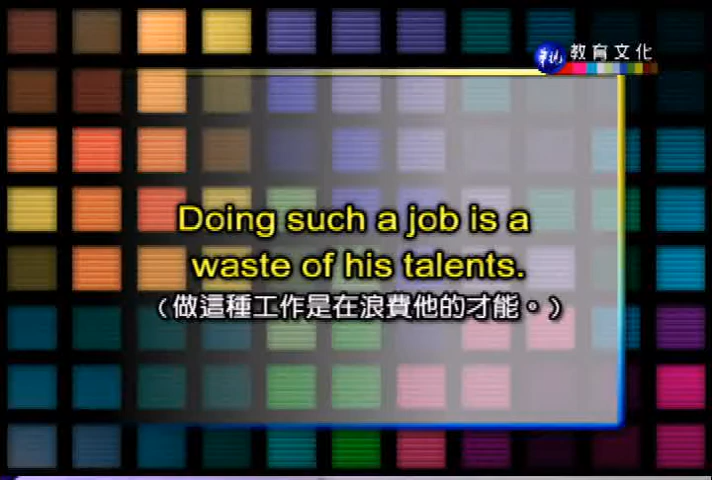 教育文化
Doing such a job is a
waste of his talents.
（做這種工作是在浪費他的才能。）